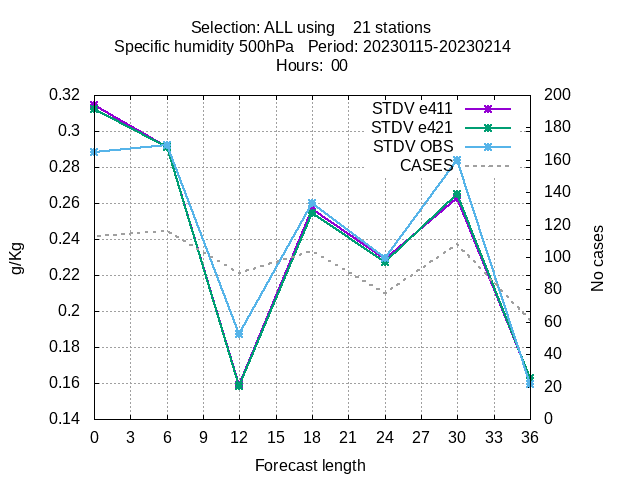 Selection: ALL using    21 stations
Specific humidity 500hPa   Period: 20230115-20230214
Hours:  00
0.32
0.3
0.28
0.26
0.24
0.22
0.2
0.18
0.16
0.14
g/Kg
STDV e411
STDV e421
STDV OBS
CASES
200
180
160
140
120
100
80
60
40
20
0
No cases
0 3 6 9 12 15 18 21 24 27 30 33 36
Forecast length